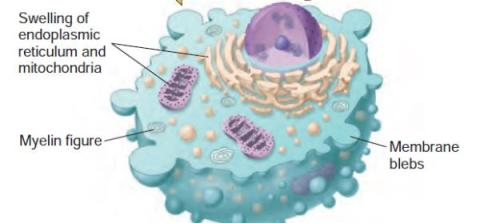 Swelling of
endoplasmic
reticulum and
mitochondria
Myelin figure
Membrane
blebs